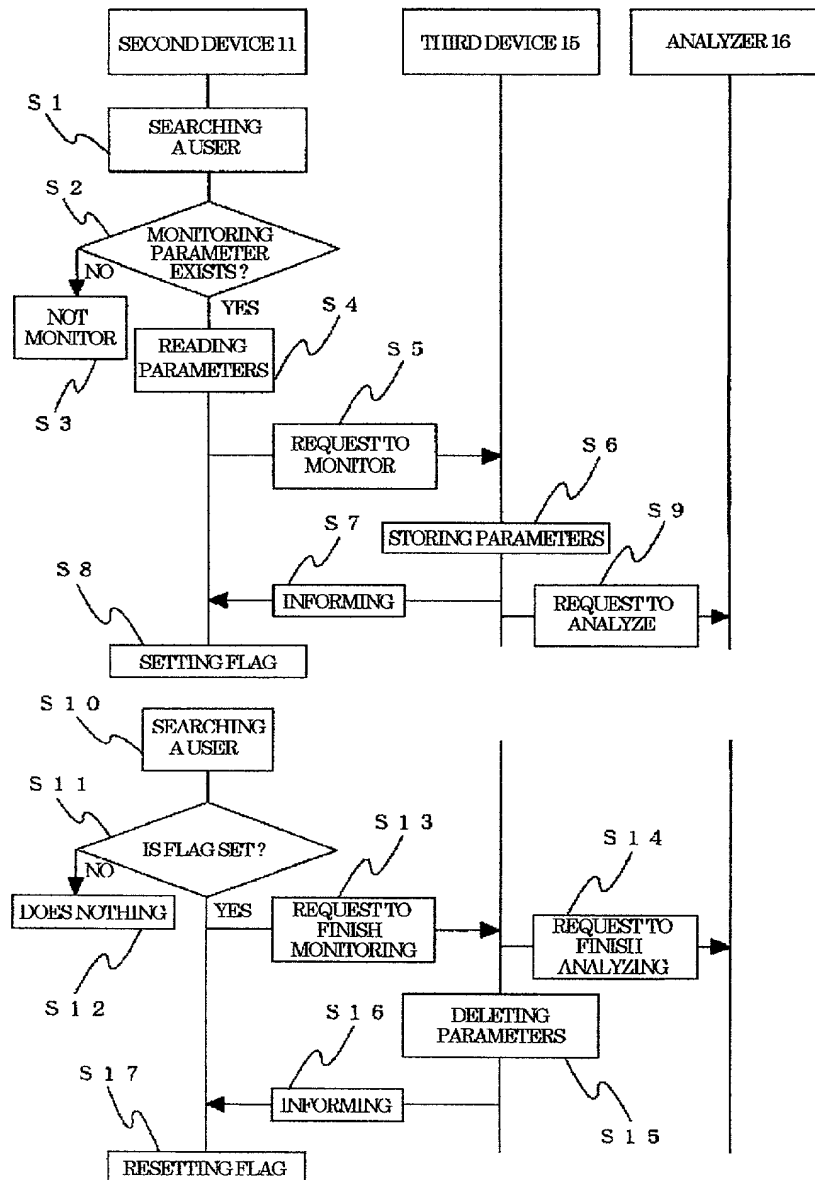 SECOND DEVICE 11
THIRD DEVICE 15
ANALYZER 16
S 1
SEARCHING
A USER
S 2
MONITORING
PARAMETER
EXISTS ?
NO
YES
NOT
MONITOR
S 3
S 4
READING
PARAMETERS
S 5
REQUEST TO
MONITOR
S 6
STORING PARAMETERS
S 7
INFORMING
S 9
REQUEST TO
ANALYZE
S 8
SETTING FLAG
S 1 0
SEARCHING
A USER
S 1 1
IS FLAG SET ?
NO
YES
DOES NOTHING
S 1 2
S 1 3
REQUEST TO
FINISH
MONITORING
S 1 4
REQUEST TO
FINISH
ANALYZING
DELETING
PARAMETERS
S 1 5
S 1 6
INFORMING
S 1 7
RESETTING FLAG